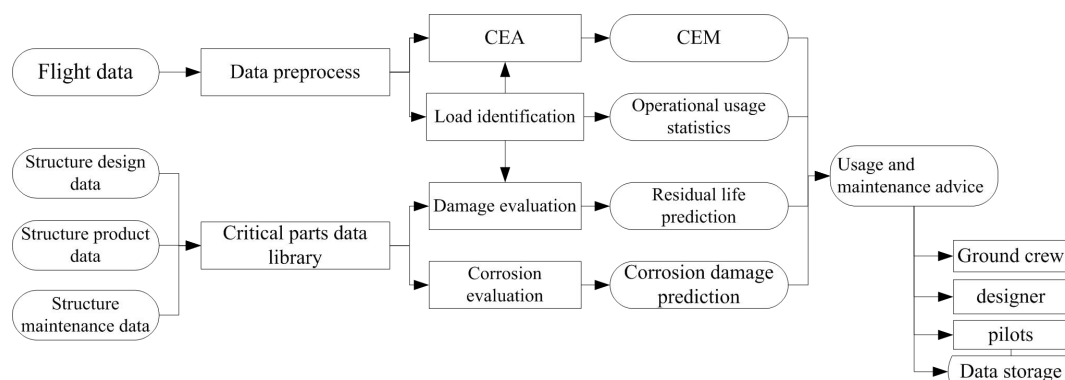 Flight data
Data preprocess
CEA
CEM
Load identification
Operational usage
statistics
Structure design
data
Structure product
data
Structure
maintenance data
Critical parts data
library
Damage evaluation
Residual life
prediction
Corrosion
evaluation
Corrosion damage
prediction
Usage and
maintenance advice
Ground crew
designer
pilots
Data storage